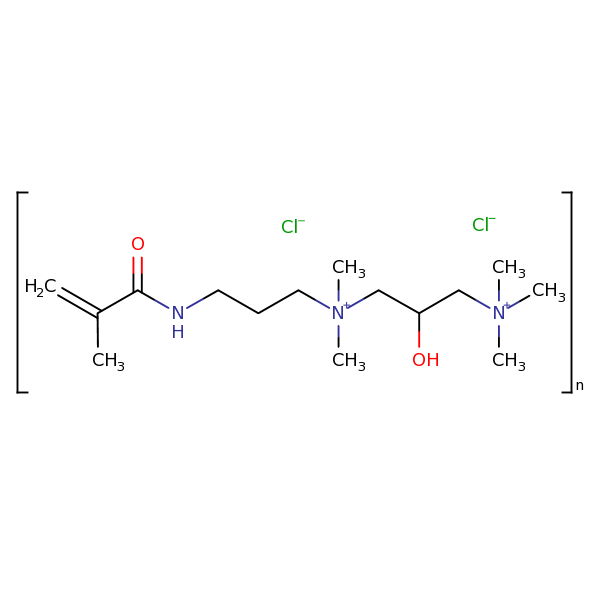 Cl⁻ Cl⁻
O CH₃ CH₃
H₂C N⁺ N⁺ CH₃
N
H
CH₃ CH₃ OH CH₃
n